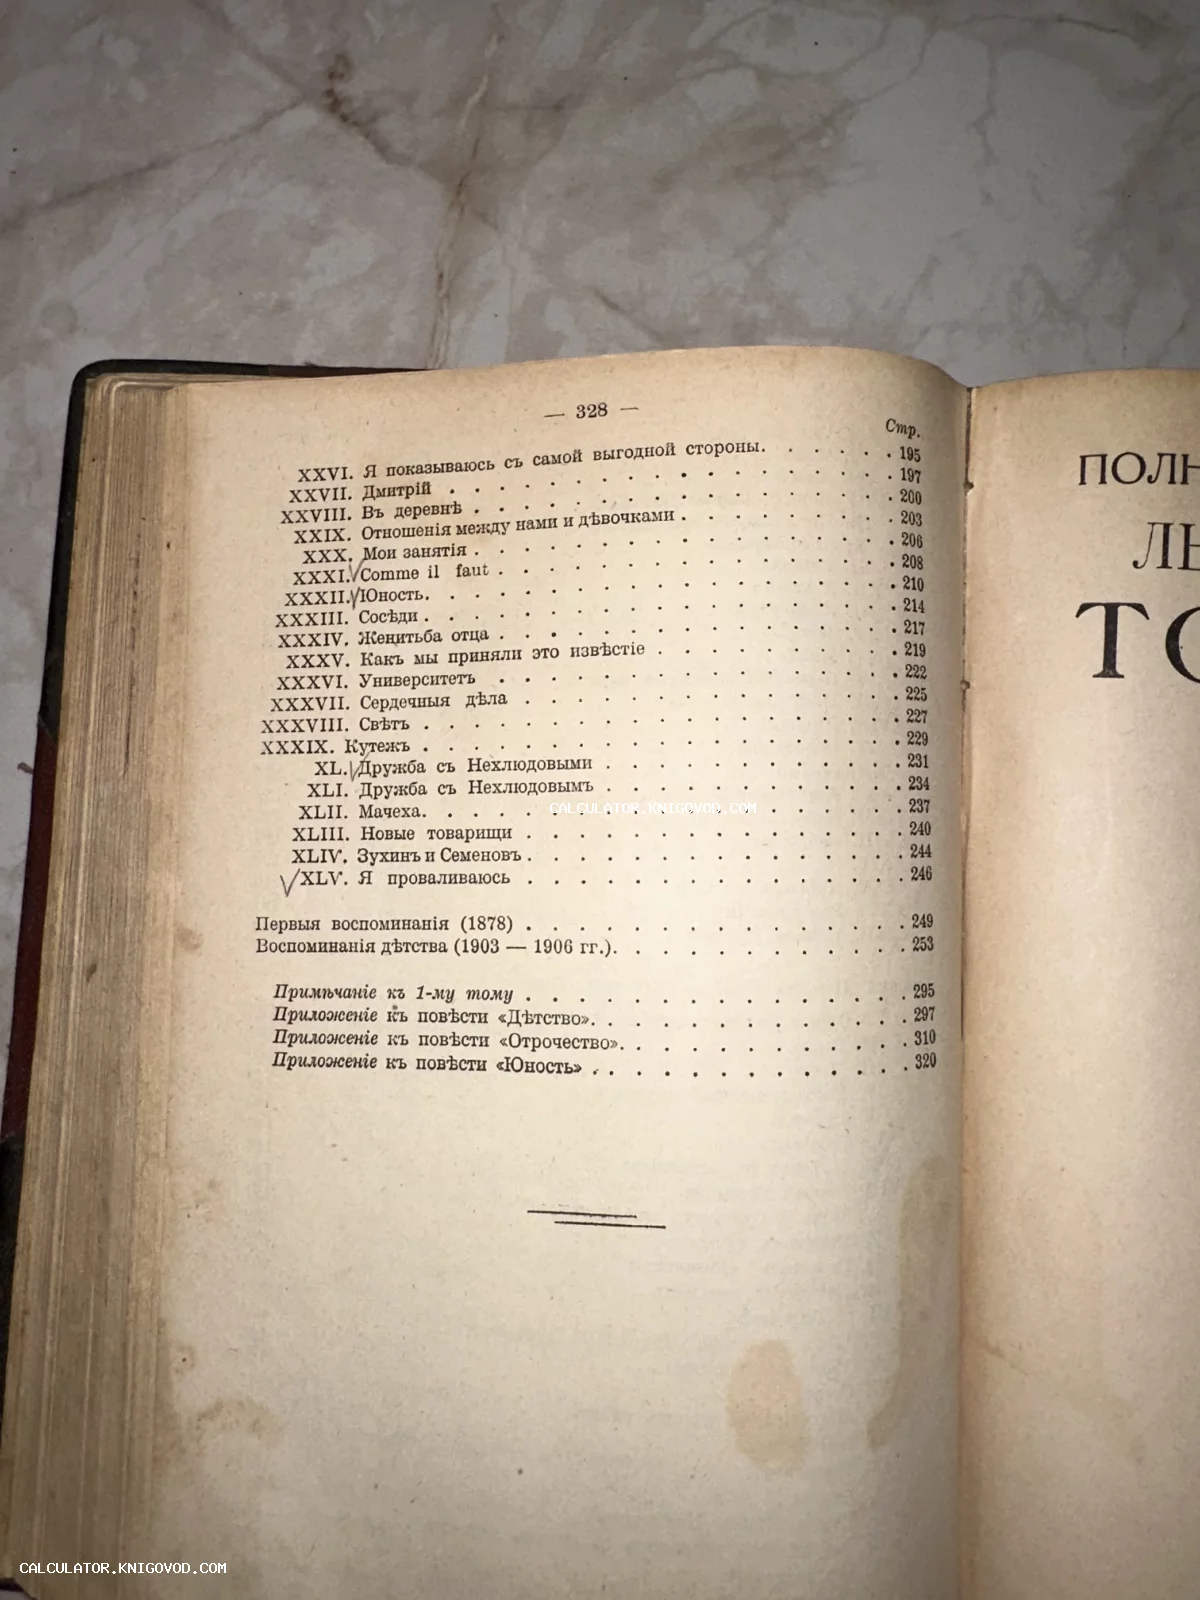 — 328 —
Стр.
XXVI. Я показываюсь съ самой выгодной стороны. . . . . . 195
XXVII. Дмитрій . . . . . . . . . . . . . . . . 197
XXVIII. Въ деревнѣ . . . . . . . . . . . . . . . 200
XXIX. Отношенія между нами и дѣвочками . . . . . . . . 203
XXX. Мои занятія . . . . . . . . . . . . . . . 206
XXXI. Comme il faut . . . . . . . . . . . . . . 208
XXXII. Юность. . . . . . . . . . . . . . . . . 210
XXXIII. Сосѣди . . . . . . . . . . . . . . . . . 214
XXXIV. Женитьба отца . . . . . . . . . . . . . . 217
XXXV. Какъ мы приняли это извѣстіе . . . . . . . . . 219
XXXVI. Университетъ . . . . . . . . . . . . . . 222
XXXVII. Сердечныя дѣла . . . . . . . . . . . . . 225
XXXVIII. Свѣтъ . . . . . . . . . . . . . . . . . 227
XXXIX. Кутежъ . . . . . . . . . . . . . . . . . 229
XL. Дружба съ Нехлюдовыми . . . . . . . . . . . 231
XLI. Дружба съ Нехлюдовымъ . . . . . . . . . . . 234
XLII. Мачеха. . . . . . . . . . . . . . . . . 237
XLIII. Новые товарищи . . . . . . . . . . . . . 240
XLIV. Зухинъ и Семеновъ . . . . . . . . . . . . . 244
XLV. Я проваливаюсь . . . . . . . . . . . . . 246
Первыя воспоминанія (1878) . . . . . . . . . . . . . 249
Воспоминанія дѣтства (1903 — 1906 гг.). . . . . . . . . . 253
Примѣчаніе къ 1-му тому . . . . . . . . . . . . . 295
Приложеніе къ повѣсти «Дѣтство». . . . . . . . . . . 297
Приложеніе къ повѣсти «Отрочество». . . . . . . . . . 310
Приложеніе къ повѣсти «Юность» . . . . . . . . . . . 320
ПОЛН
ЛЬ
ТО
CALCULATOR.KNIGOVOD.COM
CALCULATOR.KNIGOVOD.COM